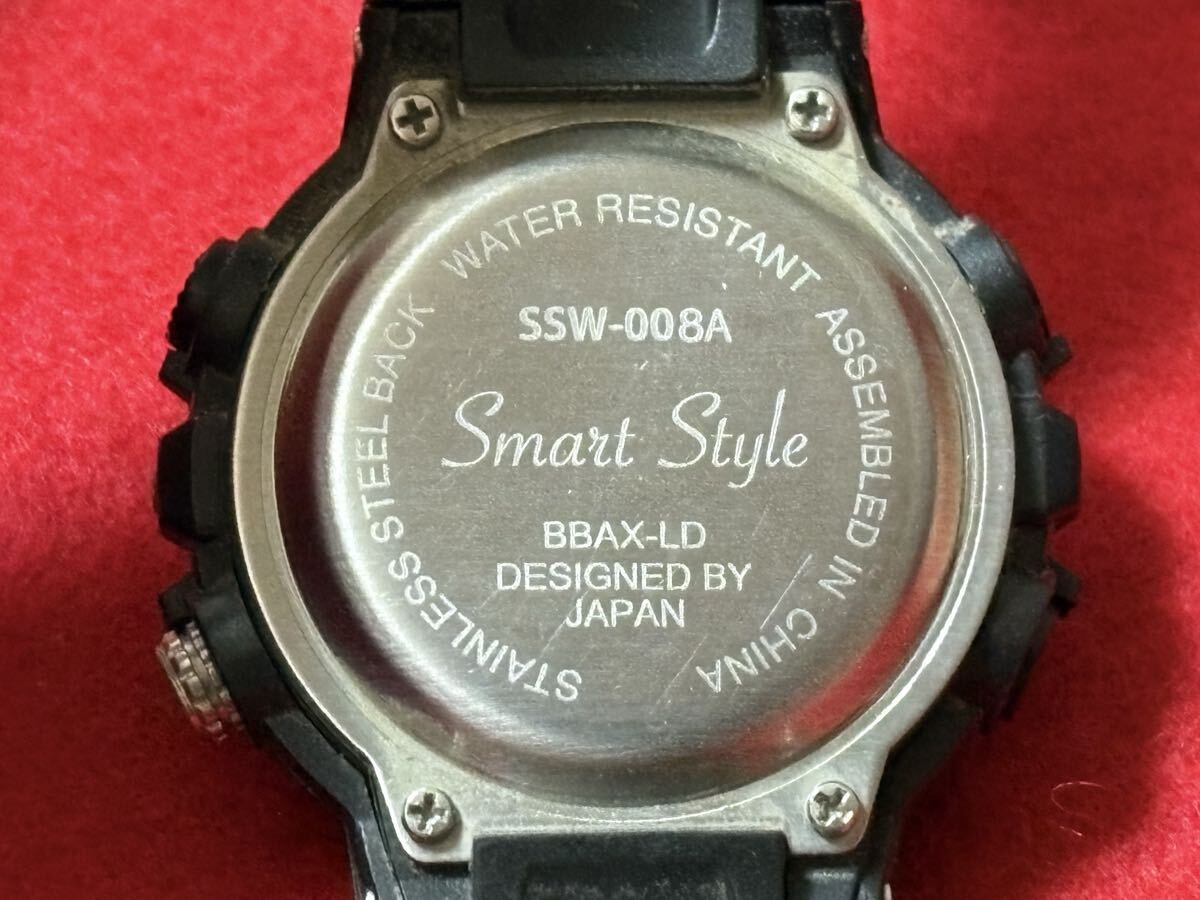 WATER RESISTANT
ASSEMBLED IN CHINA
STAINLESS STEEL BACK
SSW-008A
Smart Style
BBAX-LD
DESIGNED BY
JAPAN